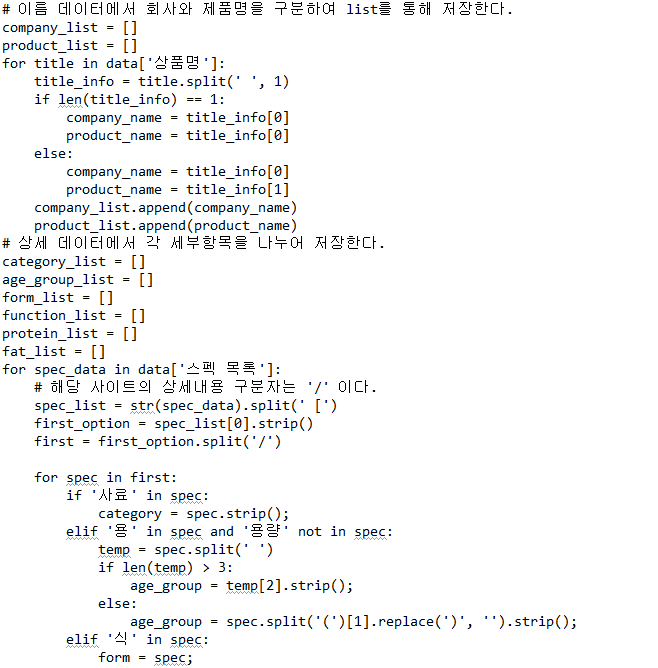 # 이름 데이터에서 회사와 제품명을 구분하여 list를 통해 저장한다.
company_list = []
product_list = []
for title in data['상품명']:
    title_info = title.split(' ', 1)
    if len(title_info) == 1:
        company_name = title_info[0]
        product_name = title_info[0]
    else:
        company_name = title_info[0]
        product_name = title_info[1]
    company_list.append(company_name)
    product_list.append(product_name)
# 상세 데이터에서 각 세부항목을 나누어 저장한다.
category_list = []
age_group_list = []
form_list = []
function_list = []
protein_list = []
fat_list = []
for spec_data in data['스펙 목록']:
    # 해당 사이트의 상세내용 구분자는 '/' 이다.
    spec_list = str(spec_data).split(' [')
    first_option = spec_list[0].strip()
    first = first_option.split('/')
    for spec in first:
        if '사료' in spec:
            category = spec.strip();
        elif '용' in spec and '용량' not in spec:
            temp = spec.split(' ')
            if len(temp) > 3:
                age_group = temp[2].strip();
            else:
                age_group = spec.split('(')[1].replace(')', '').strip();
        elif '식' in spec:
            form = spec;